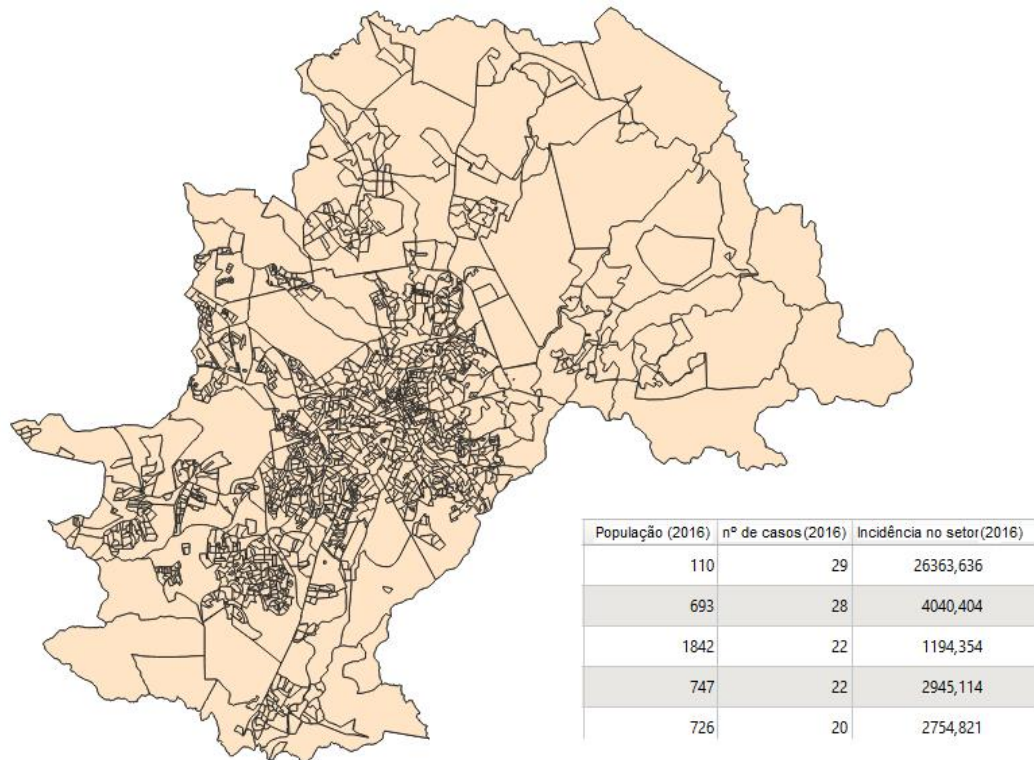 População (2016) nº de casos (2016) Incidência no setor (2016)
110 29 26363,636
693 28 4040,404
1842 22 1194,354
747 22 2945,114
726 20 2754,821